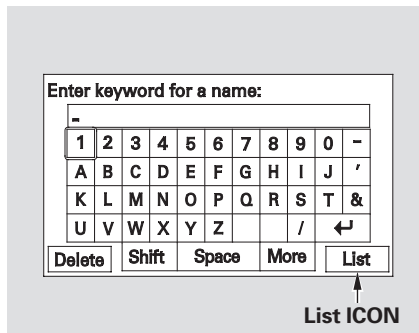 Enter keyword for a name:
-
1 2 3 4 5 6 7 8 9 0 -
A B C D E F G H I J '
K L M N O P Q R S T &
U V W X Y Z / ↵
Delete Shift Space More List
List ICON